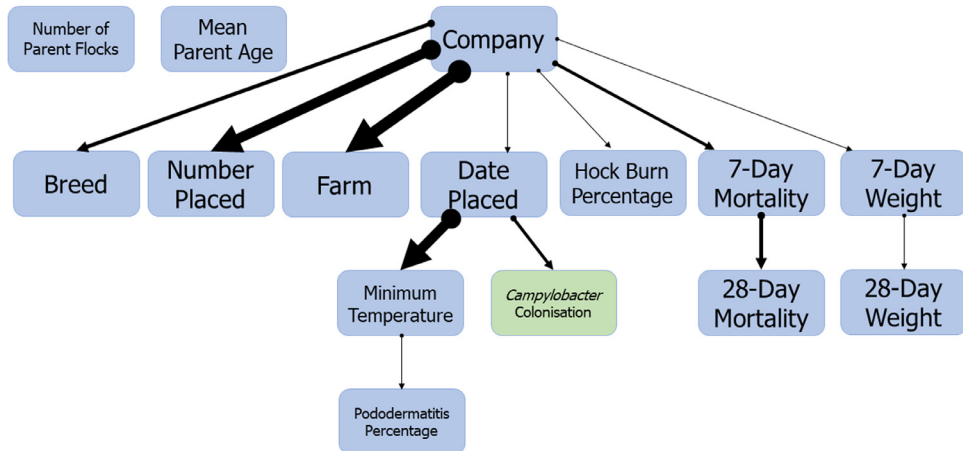 Number of
Parent Flocks
Mean
Parent Age
Company
Breed
Number
Placed
Farm
Date
Placed
Hock Burn
Percentage
7-Day
Mortality
7-Day
Weight
Minimum
Temperature
Campylobacter
Colonisation
28-Day
Mortality
28-Day
Weight
Pododermatitis
Percentage